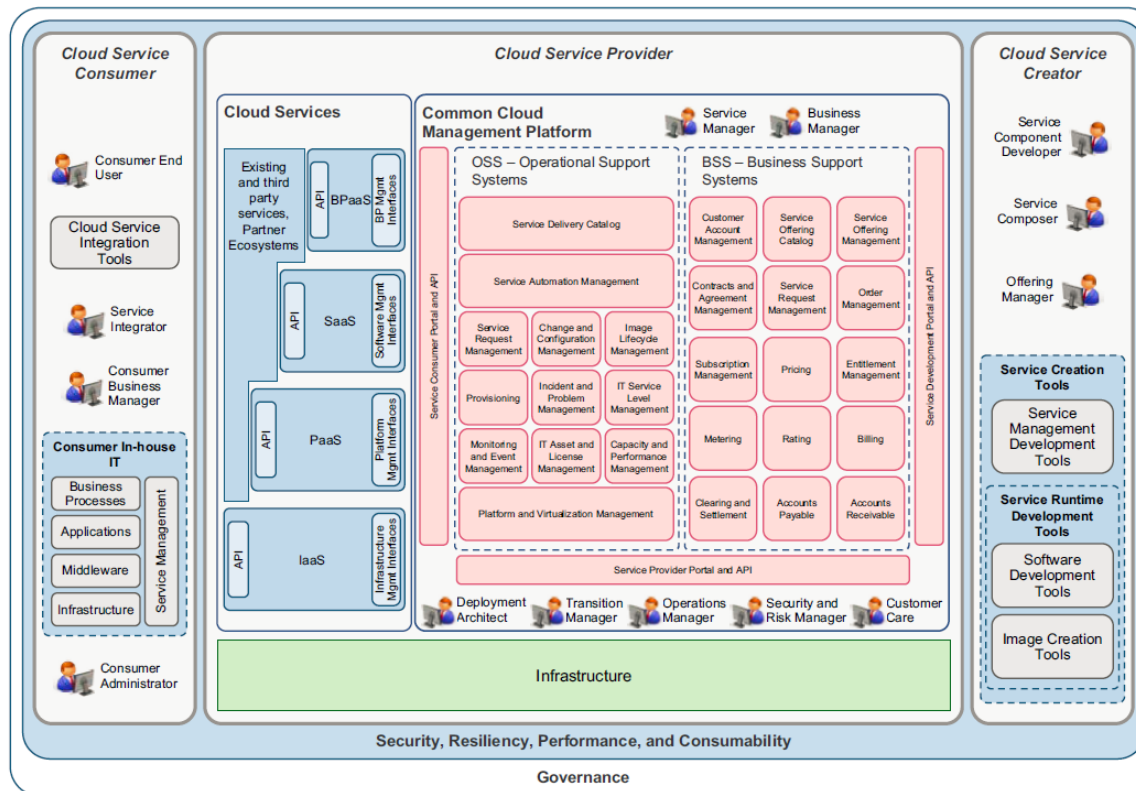 Cloud Service
Consumer
Consumer End
User
Cloud Service
Integration
Tools
Service
Integrator
Consumer
Business
Manager
Consumer In-house
IT
Business
Processes
Applications
Middleware
Infrastructure
Service Management
Consumer
Administrator
Cloud Service Provider
Cloud Services
Existing
and third
party
services,
Partner
Ecosystems
API
BPaaS
BP Mgmt
Interfaces
API
SaaS
Software Mgmt
Interfaces
API
PaaS
Platform
Mgmt Interfaces
API
IaaS
Infrastructure
Mgmt Interfaces
Common Cloud
Management Platform
Service
Manager
Business
Manager
Service Consumer Portal and API
OSS – Operational Support
Systems
Service Delivery Catalog
Service Automation Management
Service
Request
Management
Change and
Configuration
Management
Image
Lifecycle
Management
Provisioning
Incident and
Problem
Management
IT Service
Level
Management
Monitoring
and Event
Management
IT Asset and
License
Management
Capacity and
Performance
Management
Platform and Virtualization Management
BSS – Business Support
Systems
Customer
Account
Management
Service
Offering
Catalog
Service
Offering
Management
Contracts and
Agreement
Management
Service
Request
Management
Order
Management
Subscription
Management
Pricing
Entitlement
Management
Metering
Rating
Billing
Clearing and
Settlement
Accounts
Payable
Accounts
Receivable
Service Development Portal and API
Service Provider Portal and API
Deployment
Architect
Transition
Manager
Operations
Manager
Security and
Risk Manager
Customer
Care
Infrastructure
Cloud Service
Creator
Service
Component
Developer
Service
Composer
Offering
Manager
Service Creation
Tools
Service
Management
Development
Tools
Service Runtime
Development
Tools
Software
Development
Tools
Image Creation
Tools
Security, Resiliency, Performance, and Consumability
Governance